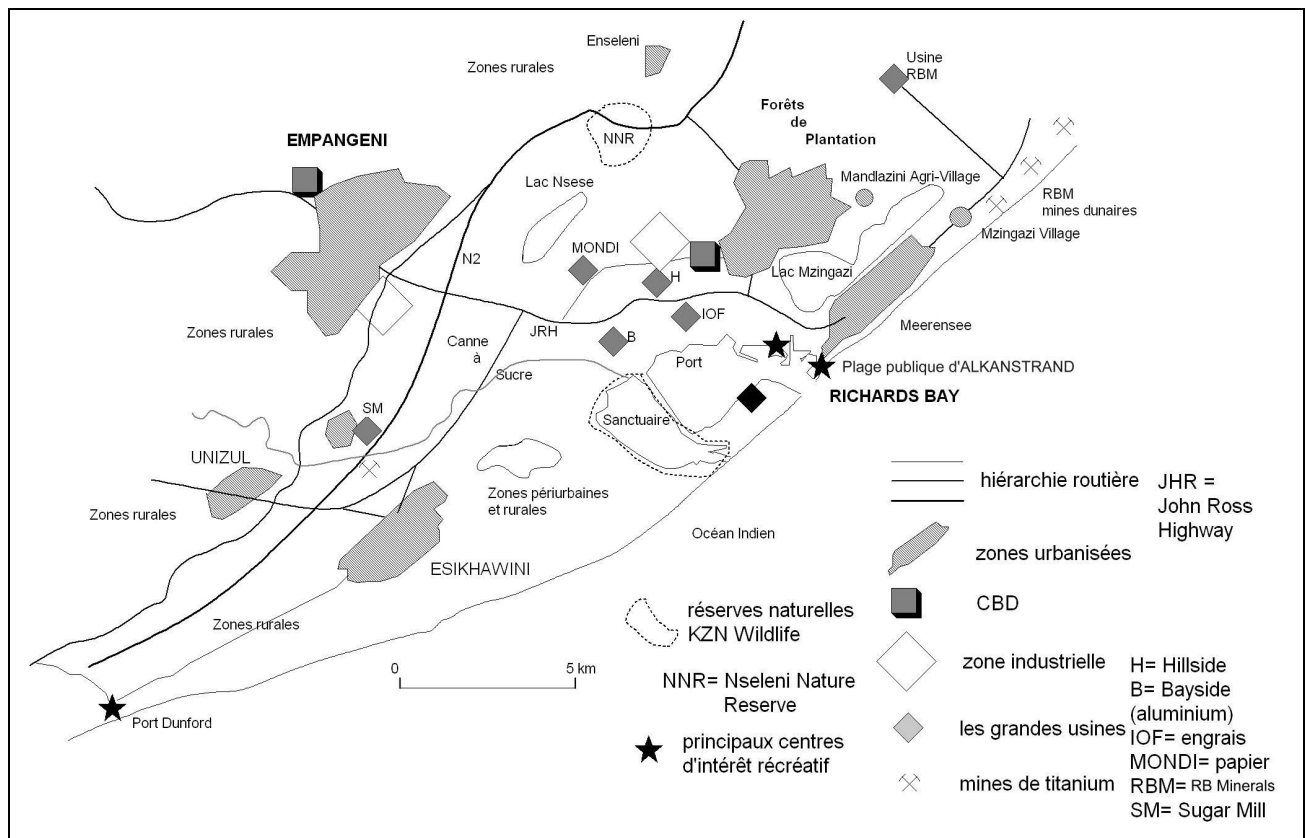 Enseleni
Zones rurales
Usine
RBM
Forêts
de
Plantation
EMPANGENI
NNR
Mandlazini Agri-Village
Lac Nsese
RBM
mines dunaires
Mzingazi Village
N2
MONDI
H
Lac Mzingazi
IOF
Zones rurales
JRH
Meerensee
B
Canne
à
Sucre
Port
Plage publique d'ALKANSTRAND
RICHARDS BAY
SM
Sanctuaire
UNIZUL
Zones rurales
Zones périurbaines
et rurales
Océan Indien
ESIKHAWINI
Zones rurales
0 5 km
Port Dunford
réserves naturelles
KZN Wildlife
NNR= Nseleni Nature
Reserve
principaux centres
d'intérêt récréatif
hiérarchie routière
JHR =
John Ross
Highway
zones urbanisées
CBD
zone industrielle
les grandes usines
mines de titanium
H= Hillside
B= Bayside
(aluminium)
IOF= engrais
MONDI= papier
RBM= RB Minerals
SM= Sugar Mill